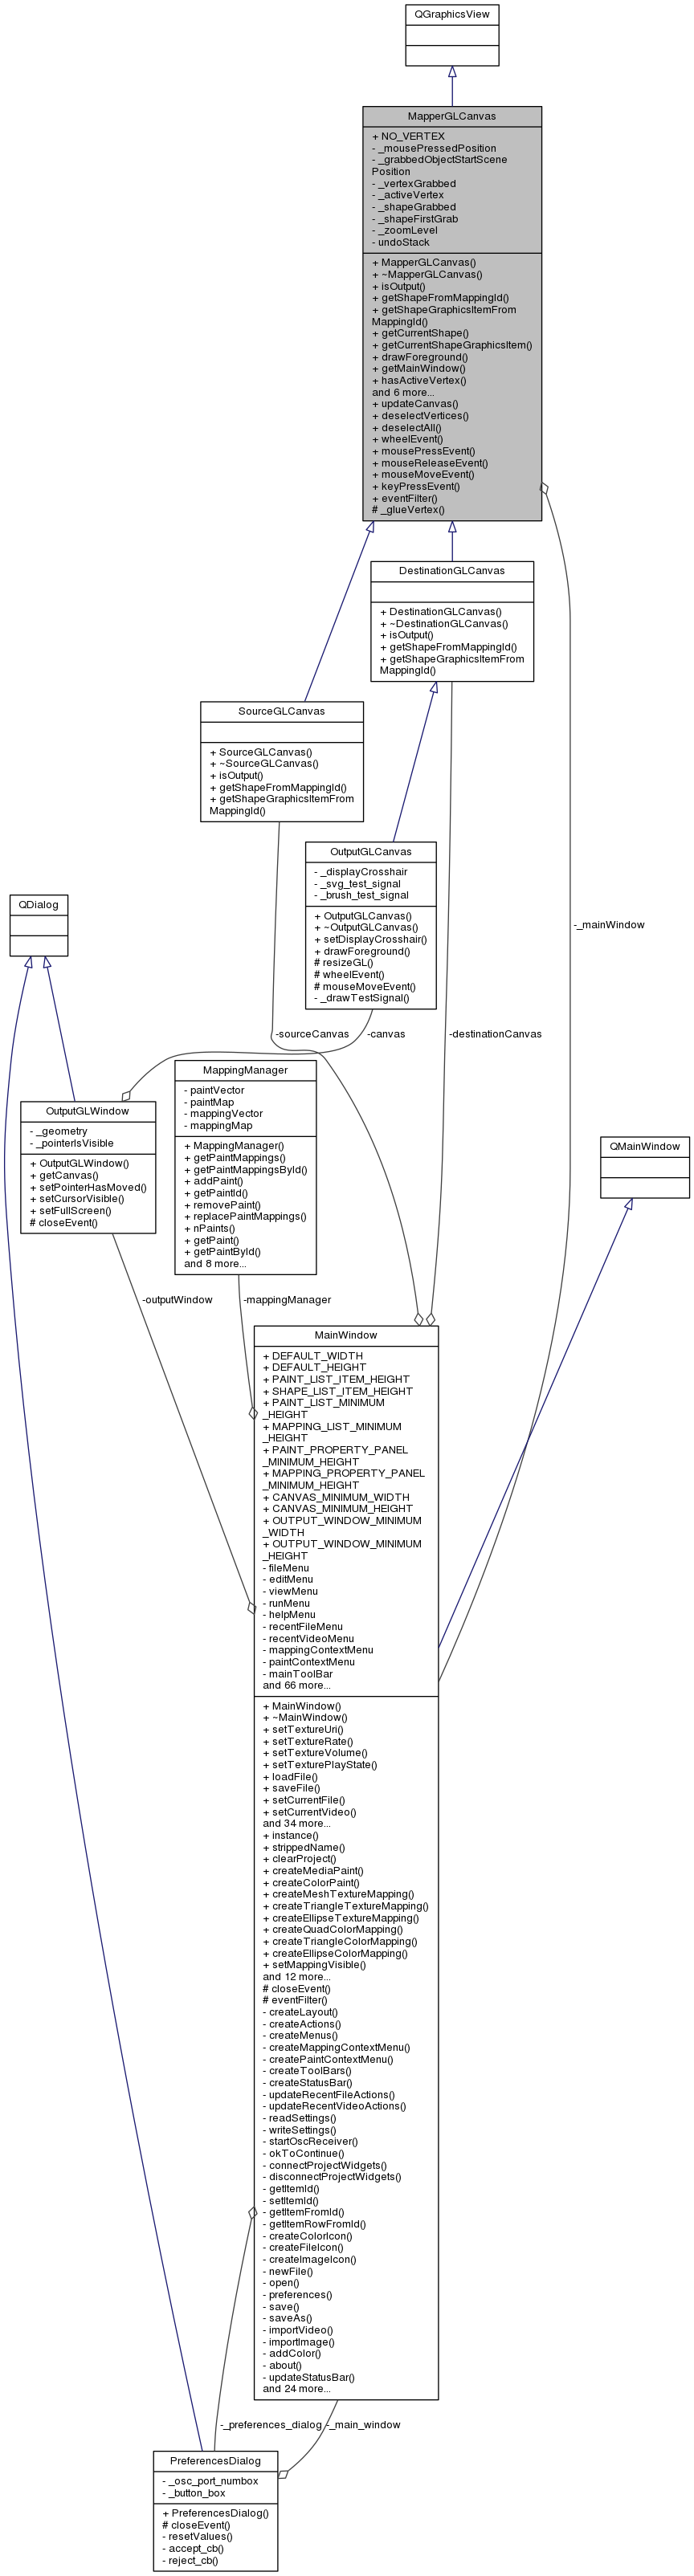 QGraphicsView
MapperGLCanvas
+ NO_VERTEX
- _mousePressedPosition
- _grabbedObjectStartScene
Position
- _vertexGrabbed
- _activeVertex
- _shapeGrabbed
- _shapeFirstGrab
- _zoomLevel
- undoStack
+ MapperGLCanvas()
+ ~MapperGLCanvas()
+ isOutput()
+ getShapeFromMappingId()
+ getShapeGraphicsItemFrom
MappingId()
+ getCurrentShape()
+ getCurrentShapeGraphicsItem()
+ drawForeground()
+ getMainWindow()
+ hasActiveVertex()
and 6 more...
+ updateCanvas()
+ deselectVertices()
+ deselectAll()
+ wheelEvent()
+ mousePressEvent()
+ mouseReleaseEvent()
+ mouseMoveEvent()
+ keyPressEvent()
+ eventFilter()
# _glueVertex()
DestinationGLCanvas
+ DestinationGLCanvas()
+ ~DestinationGLCanvas()
+ isOutput()
+ getShapeFromMappingId()
+ getShapeGraphicsItemFrom
MappingId()
SourceGLCanvas
+ SourceGLCanvas()
+ ~SourceGLCanvas()
+ isOutput()
+ getShapeFromMappingId()
+ getShapeGraphicsItemFrom
MappingId()
OutputGLCanvas
- _displayCrosshair
- _svg_test_signal
- _brush_test_signal
+ OutputGLCanvas()
+ ~OutputGLCanvas()
+ setDisplayCrosshair()
+ drawForeground()
# resizeGL()
# wheelEvent()
# mouseMoveEvent()
- _drawTestSignal()
QDialog
-_mainWindow
-sourceCanvas
-canvas
-destinationCanvas
MappingManager
- paintVector
- paintMap
- mappingVector
- mappingMap
+ MappingManager()
+ getPaintMappings()
+ getPaintMappingsById()
+ addPaint()
+ getPaintId()
+ removePaint()
+ replacePaintMappings()
+ nPaints()
+ getPaint()
+ getPaintById()
and 8 more...
OutputGLWindow
- _geometry
- _pointerIsVisible
+ OutputGLWindow()
+ getCanvas()
+ setPointerHasMoved()
+ setCursorVisible()
+ setFullScreen()
# closeEvent()
QMainWindow
-outputWindow
-mappingManager
MainWindow
+ DEFAULT_WIDTH
+ DEFAULT_HEIGHT
+ PAINT_LIST_ITEM_HEIGHT
+ SHAPE_LIST_ITEM_HEIGHT
+ PAINT_LIST_MINIMUM
_HEIGHT
+ MAPPING_LIST_MINIMUM
_HEIGHT
+ PAINT_PROPERTY_PANEL
_MINIMUM_HEIGHT
+ MAPPING_PROPERTY_PANEL
_MINIMUM_HEIGHT
+ CANVAS_MINIMUM_WIDTH
+ CANVAS_MINIMUM_HEIGHT
+ OUTPUT_WINDOW_MINIMUM
_WIDTH
+ OUTPUT_WINDOW_MINIMUM
_HEIGHT
- fileMenu
- editMenu
- viewMenu
- runMenu
- helpMenu
- recentFileMenu
- recentVideoMenu
- mappingContextMenu
- paintContextMenu
- mainToolBar
and 66 more...
+ MainWindow()
+ ~MainWindow()
+ setTextureUri()
+ setTextureRate()
+ setTextureVolume()
+ setTexturePlayState()
+ loadFile()
+ saveFile()
+ setCurrentFile()
+ setCurrentVideo()
and 34 more...
+ instance()
+ strippedName()
+ clearProject()
+ createMediaPaint()
+ createColorPaint()
+ createMeshTextureMapping()
+ createTriangleTextureMapping()
+ createEllipseTextureMapping()
+ createQuadColorMapping()
+ createTriangleColorMapping()
+ createEllipseColorMapping()
+ setMappingVisible()
and 12 more...
# closeEvent()
# eventFilter()
- createLayout()
- createActions()
- createMenus()
- createMappingContextMenu()
- createPaintContextMenu()
- createToolBars()
- createStatusBar()
- updateRecentFileActions()
- updateRecentVideoActions()
- readSettings()
- writeSettings()
- startOscReceiver()
- okToContinue()
- connectProjectWidgets()
- disconnectProjectWidgets()
- getItemId()
- setItemId()
- getItemFromId()
- getItemRowFromId()
- createColorIcon()
- createFileIcon()
- createImageIcon()
- newFile()
- open()
- preferences()
- save()
- saveAs()
- importVideo()
- importImage()
- addColor()
- about()
- updateStatusBar()
and 24 more...
-_preferences_dialog
-_main_window
PreferencesDialog
- _osc_port_numbox
- _button_box
+ PreferencesDialog()
# closeEvent()
- resetValues()
- accept_cb()
- reject_cb()